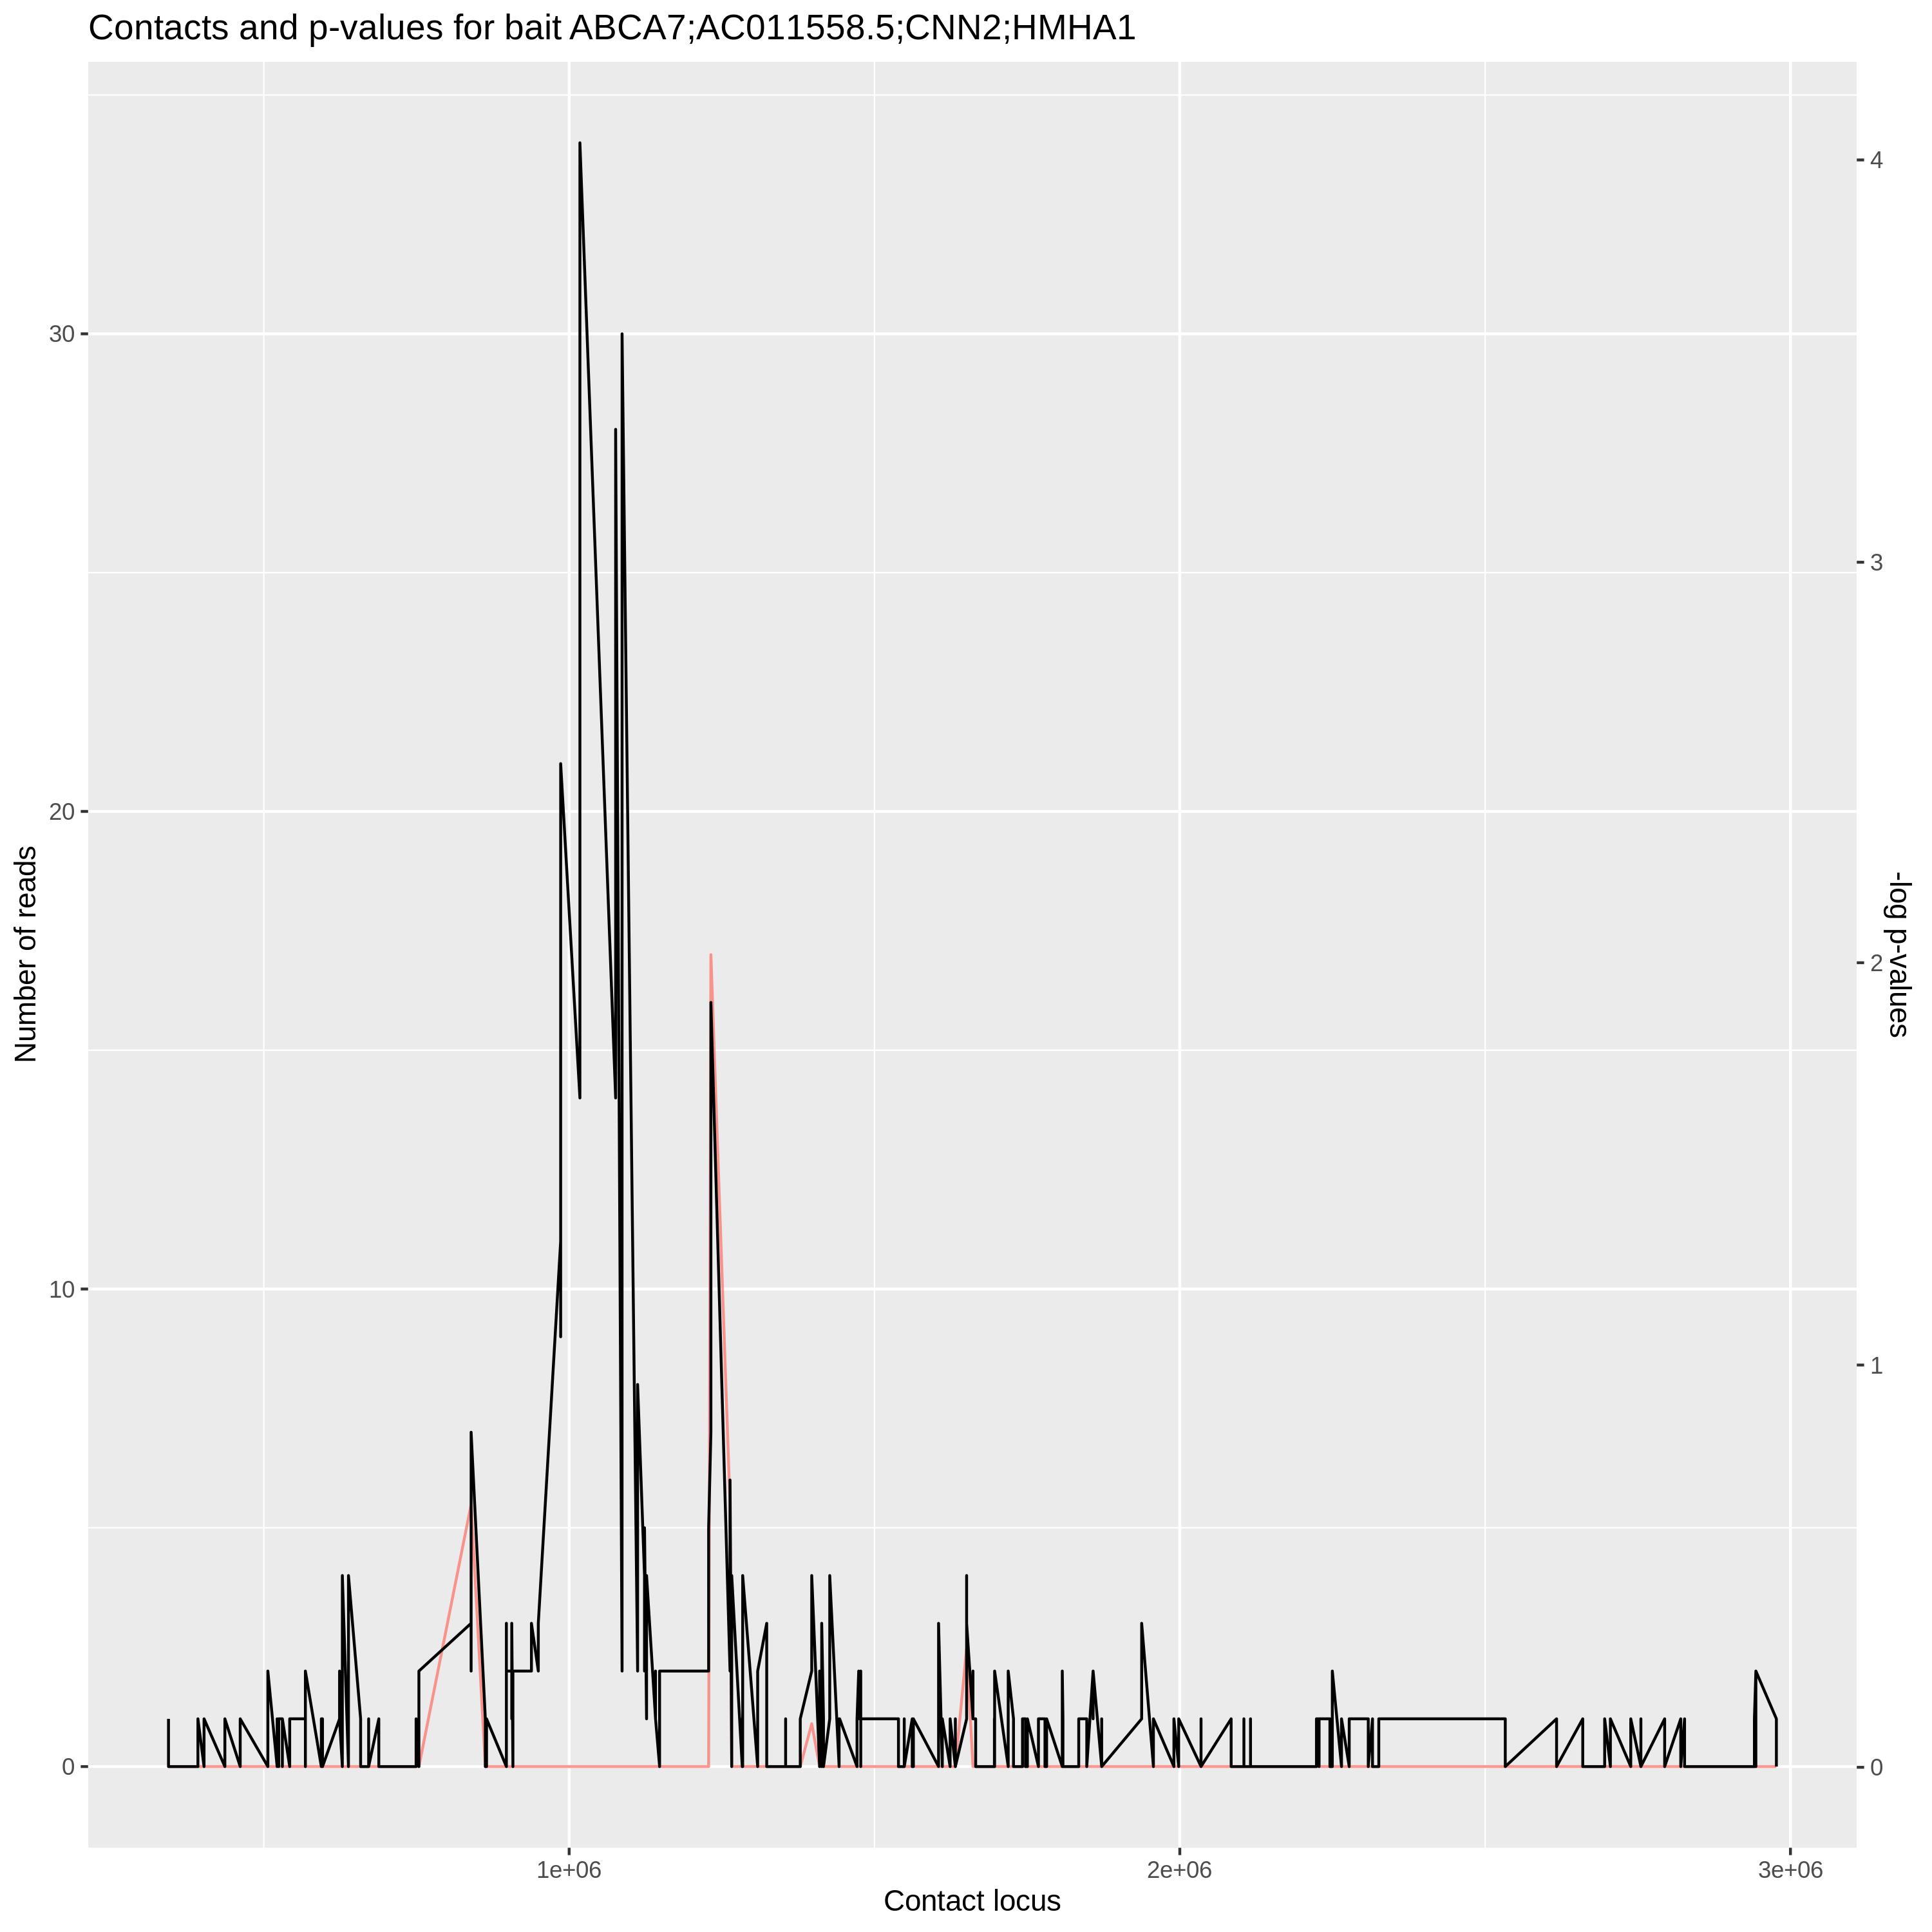 Contacts and p-values for bait ABCA7;AC011558.5;CNN2;HMHA1
Number of reads
30
20
10
0
4
3
2
1
0
-log p-values
1e+06
2e+06
3e+06
Contact locus